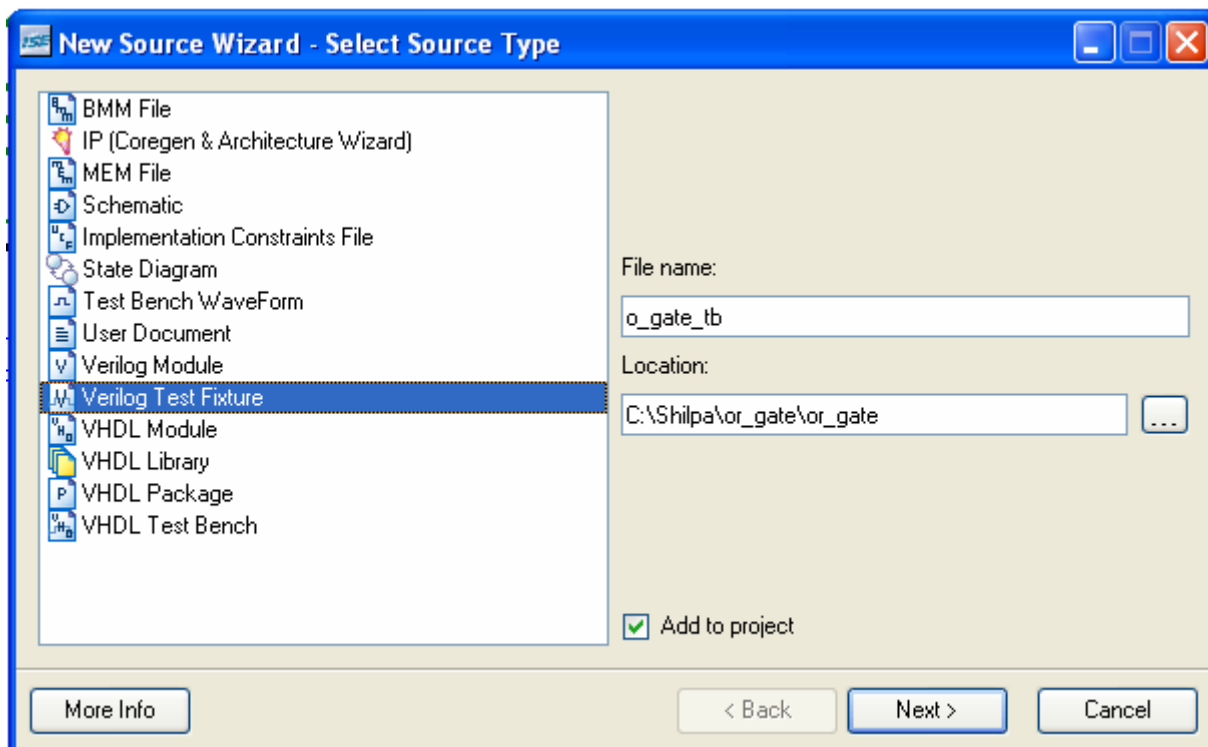 ISE New Source Wizard - Select Source Type
BMM File
IP (Coregen & Architecture Wizard)
MEM File
Schematic
Implementation Constraints File
State Diagram
Test Bench WaveForm
User Document
Verilog Module
Verilog Test Fixture
VHDL Module
VHDL Library
VHDL Package
VHDL Test Bench
File name:
o_gate_tb
Location:
C:\Shilpa\or_gate\or_gate
...
Add to project
More Info
< Back
Next >
Cancel